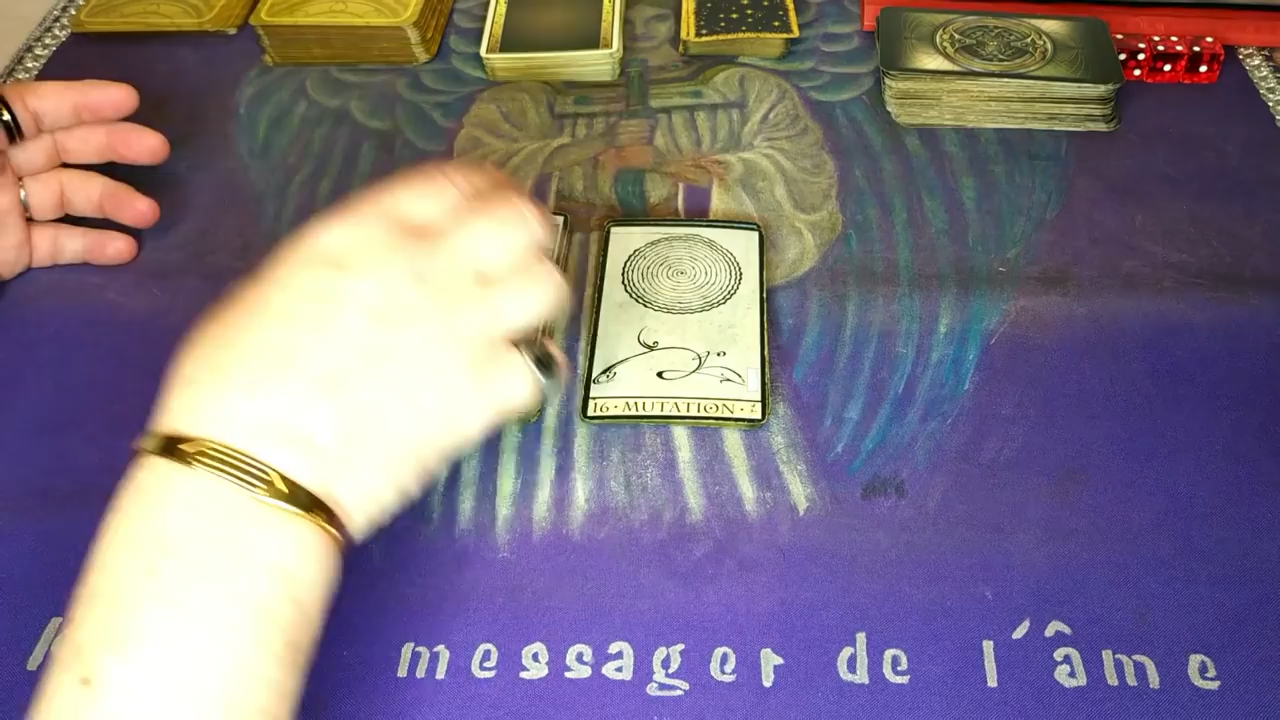 16 • MUTATION •
messager de l'âme